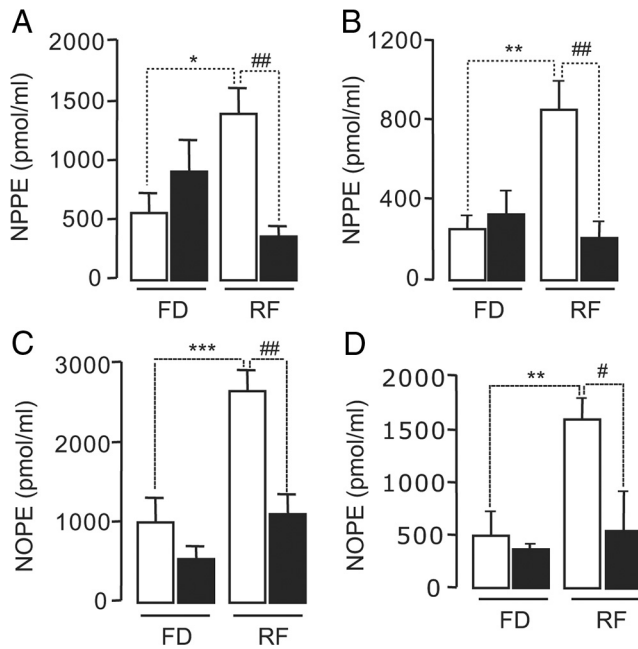 A
NPPE (pmol/ml)
2000
1500
1000
500
0
*
##
FD
RF
B
NPPE (pmol/ml)
1200
800
400
0
**
##
FD
RF
C
NOPE (pmol/ml)
3000
2000
1000
0
***
##
FD
RF
D
NOPE (pmol/ml)
2000
1500
1000
500
0
**
#
FD
RF